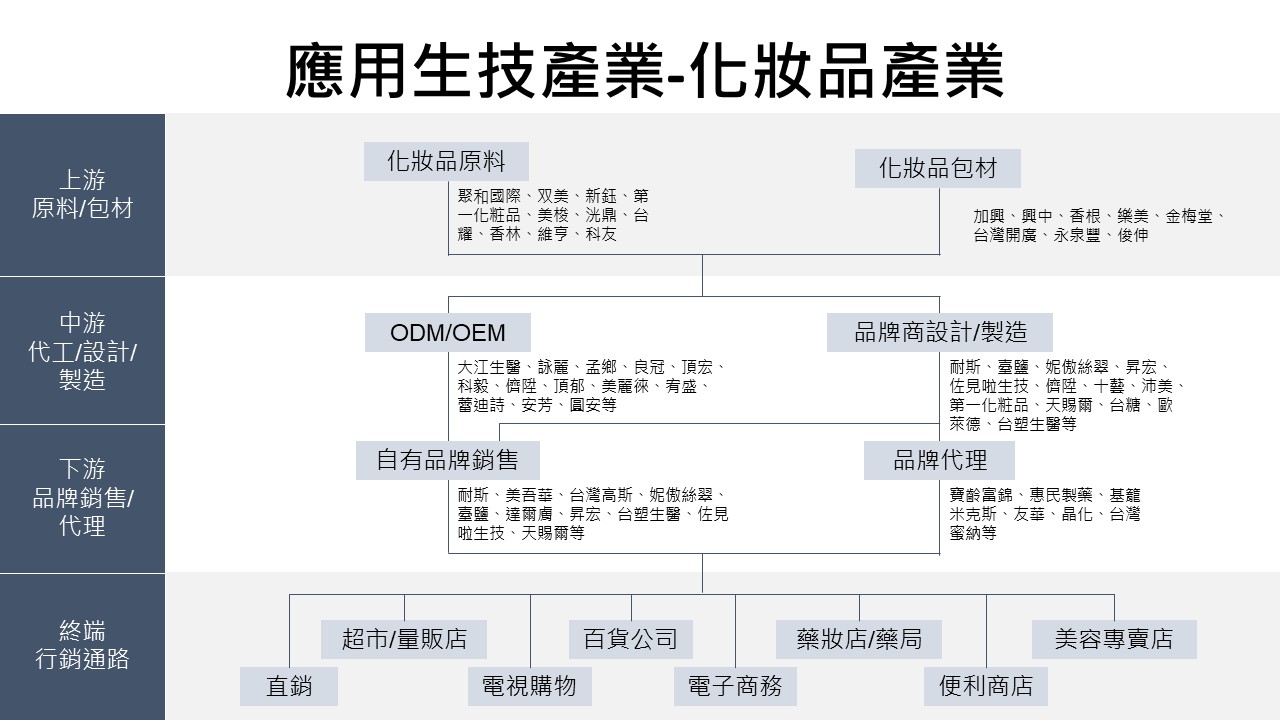 應用生技產業-化妝品產業
上游
原料/包材
化妝品原料
聚和國際、双美、新鈺、第
一化粧品、美梭、洸鼎、台
耀、香林、維亨、科友
化妝品包材
加興、興中、香根、樂美、金梅堂、
台灣開廣、永泉豐、俊伸
中游
代工/設計/
製造
ODM/OEM
大江生醫、詠麗、孟鄉、良冠、頂宏、
科毅、儕陞、頂郁、美麗徠、宥盛、
蕾迪詩、安芳、圓安等
品牌商設計/製造
耐斯、臺鹽、妮傲絲翠、昇宏、
佐見啦生技、儕陞、十藝、沛美、
第一化粧品、天賜爾、台糖、歐
萊德、台塑生醫等
下游
品牌銷售/
代理
自有品牌銷售
耐斯、美吾華、台灣高斯、妮傲絲翠、
臺鹽、達爾膚、昇宏、台塑生醫、佐見
啦生技、天賜爾等
品牌代理
寶齡富錦、惠民製藥、基龍
米克斯、友華、晶化、台灣
蜜納等
終端
行銷通路
超市/量販店
百貨公司
藥妝店/藥局
美容專賣店
直銷
電視購物
電子商務
便利商店